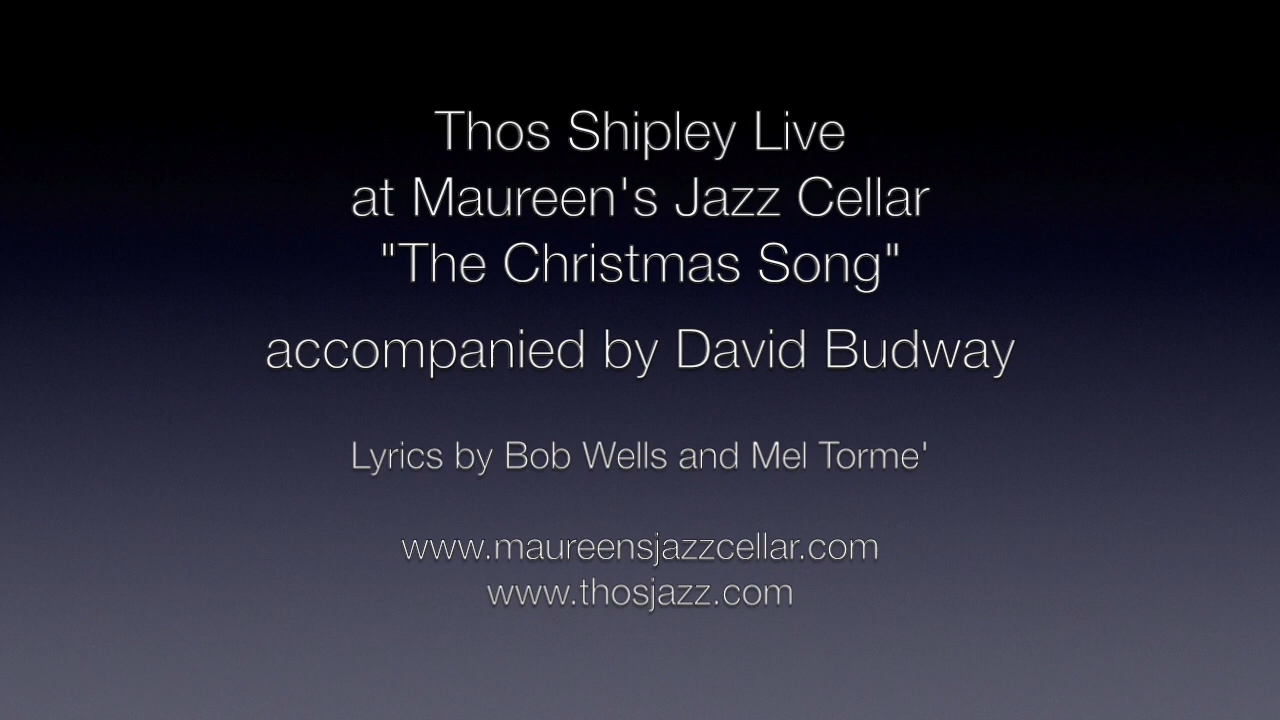 Thos Shipley Live
at Maureen's Jazz Cellar
"The Christmas Song"
accompanied by David Budway
Lyrics by Bob Wells and Mel Torme'
www.maureensjazzcellar.com
www.thosjazz.com